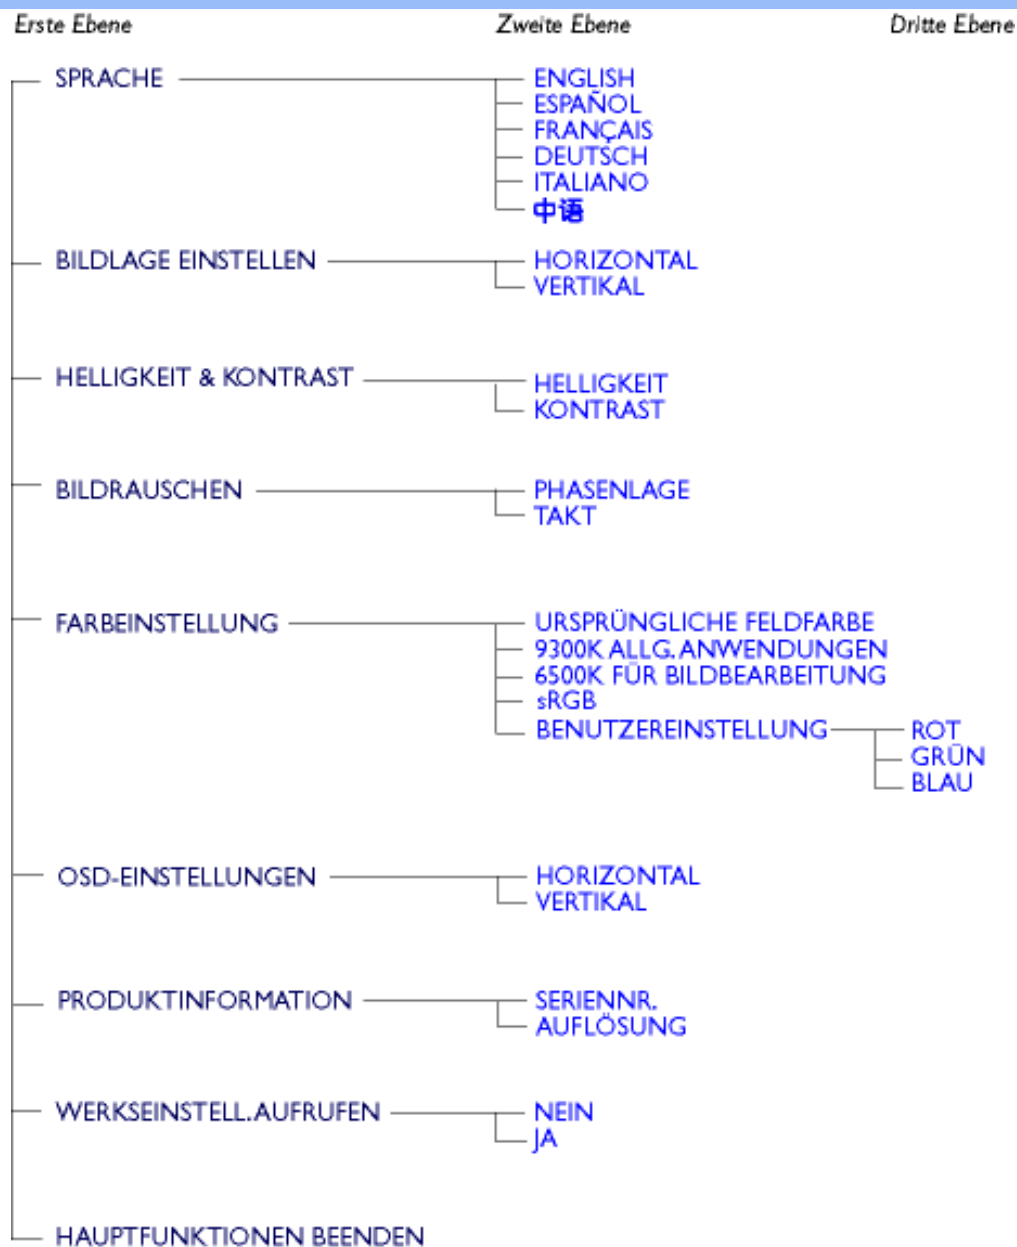 Erste Ebene Zweite Ebene Dritte Ebene
SPRACHE ENGLISH
ESPAÑOL
FRANÇAIS
DEUTSCH
ITALIANO
中语
BILDLAGE EINSTELLEN HORIZONTAL
VERTIKAL
HELLIGKEIT & KONTRAST HELLIGKEIT
KONTRAST
BILDRAUSCHEN PHASENLAGE
TAKT
FARBEINSTELLUNG URSPRÜNGLICHE FELDFARBE
9300K ALLG. ANWENDUNGEN
6500K FÜR BILDBEARBEITUNG
sRGB
BENUTZEREINSTELLUNG ROT
GRÜN
BLAU
OSD-EINSTELLUNGEN HORIZONTAL
VERTIKAL
PRODUKTINFORMATION SERIENNR.
AUFLÖSUNG
WERKSEINSTELL. AUFRUFEN NEIN
JA
HAUPTFUNKTIONEN BEENDEN